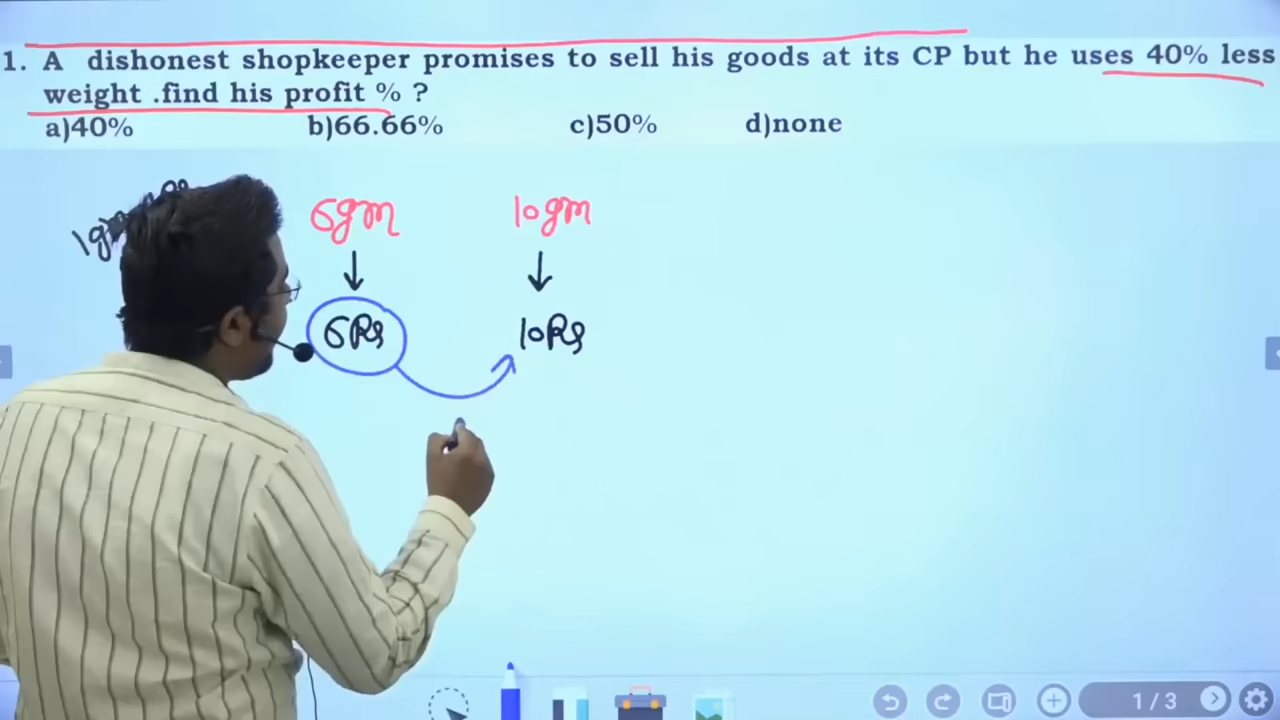 1. A dishonest shopkeeper promises to sell his goods at its CP but he uses 40% less
weight .find his profit % ?
a)40% b)66.66% c)50% d)none
6gm 10gm
6Rs 10Rs
1 / 3